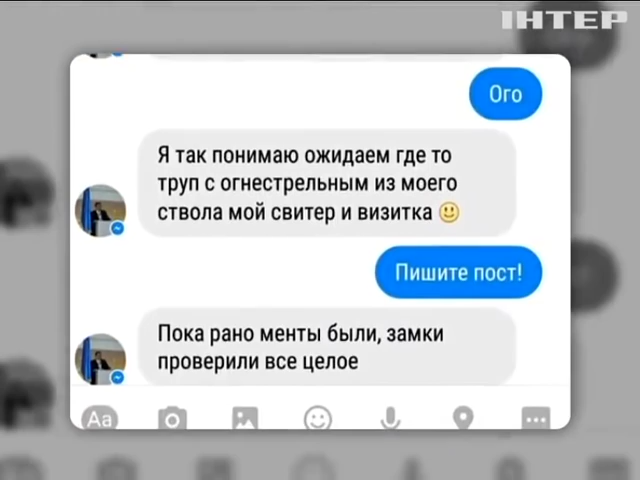 ІНТЕР
Ого
Я так понимаю ожидаем где то
труп с огнестрельным из моего
ствола мой свитер и визитка 🙂
Пишите пост!
Пока рано менты были, замки
проверили все целое
Aa